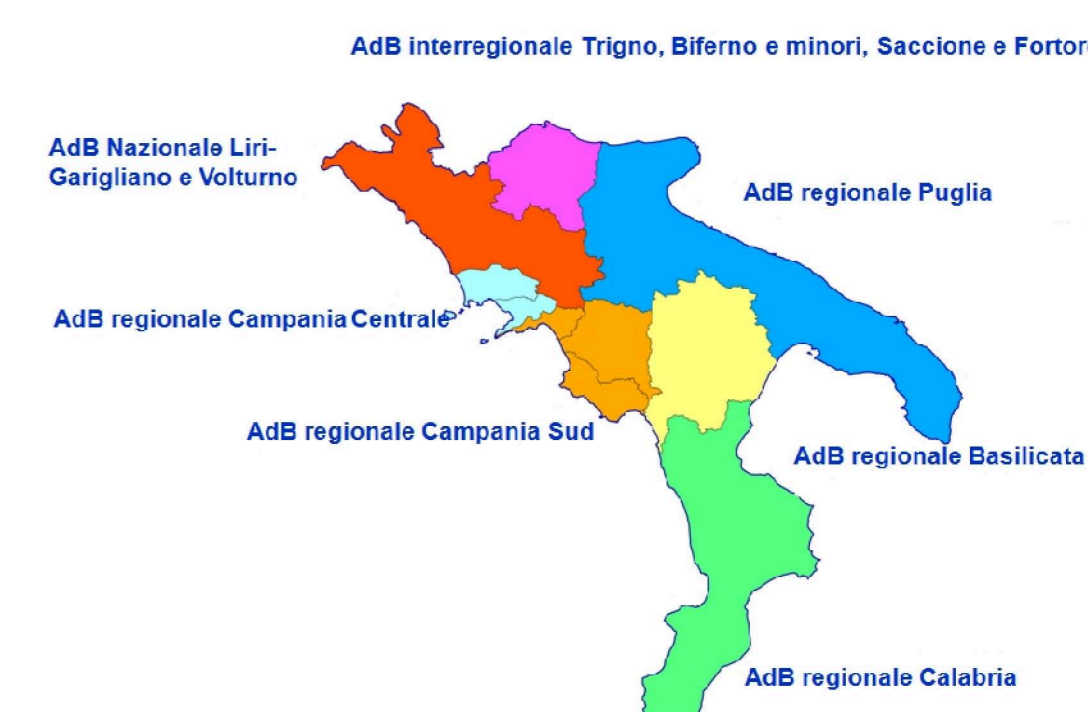 AdB interregionale Trigno, Biferno e minori, Saccione e Fortore
AdB Nazionale Liri-
Garigliano e Volturno
AdB regionale Puglia
AdB regionale Campania Centrale
AdB regionale Campania Sud
AdB regionale Basilicata
AdB regionale Calabria